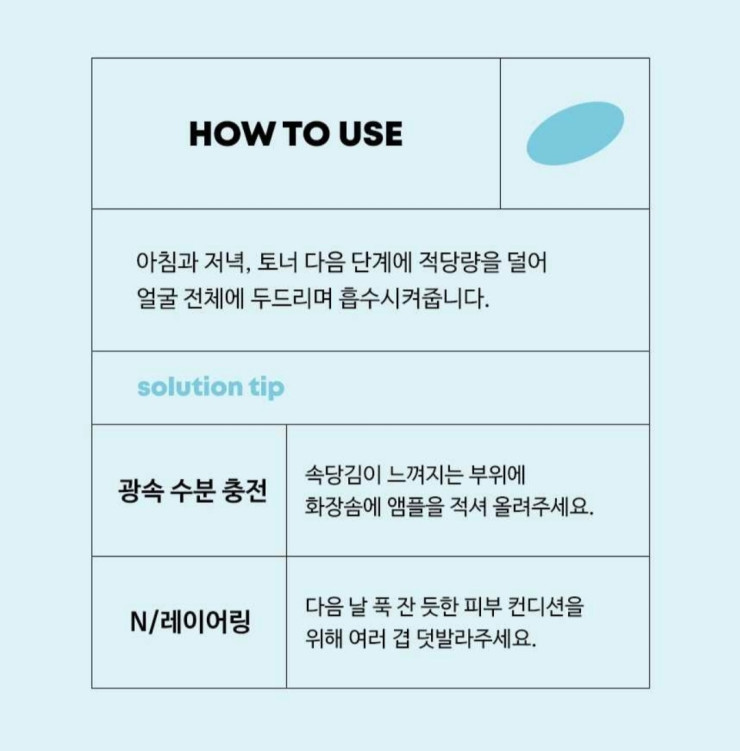 HOW TO USE
아침과 저녁, 토너 다음 단계에 적당량을 덜어
얼굴 전체에 두드리며 흡수시켜줍니다.
solution tip
광속 수분 충전
속당김이 느껴지는 부위에
화장솜에 앰플을 적셔 올려주세요.
N/레이어링
다음 날 푹 잔 듯한 피부 컨디션을
위해 여러 겹 덧발라주세요.